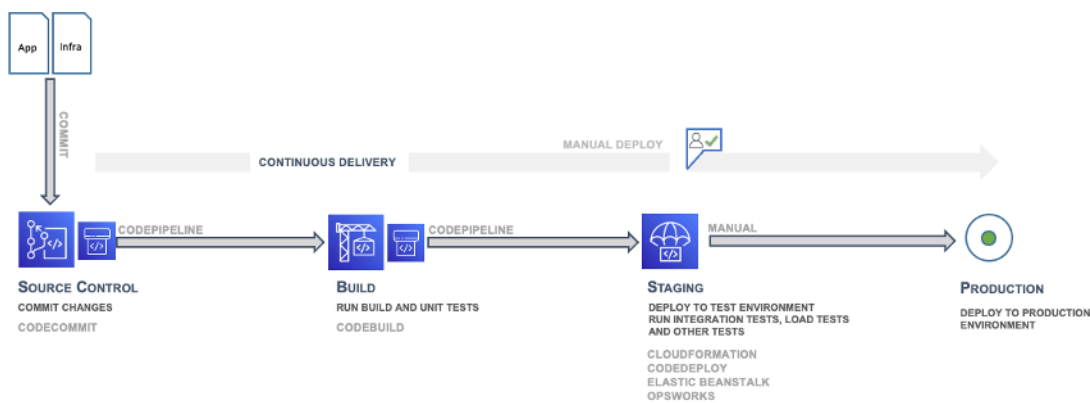 App
Infra
COMMIT
MANUAL DEPLOY
CONTINUOUS DELIVERY
CODEPIPELINE
CODEPIPELINE
MANUAL
SOURCE CONTROL
COMMIT CHANGES
CODECOMMIT
BUILD
RUN BUILD AND UNIT TESTS
CODEBUILD
STAGING
DEPLOY TO TEST ENVIRONMENT
RUN INTEGRATION TESTS, LOAD TESTS
AND OTHER TESTS
CLOUDFORMATION
CODEDEPLOY
ELASTIC BEANSTALK
OPSWORKS
PRODUCTION
DEPLOY TO PRODUCTION
ENVIRONMENT